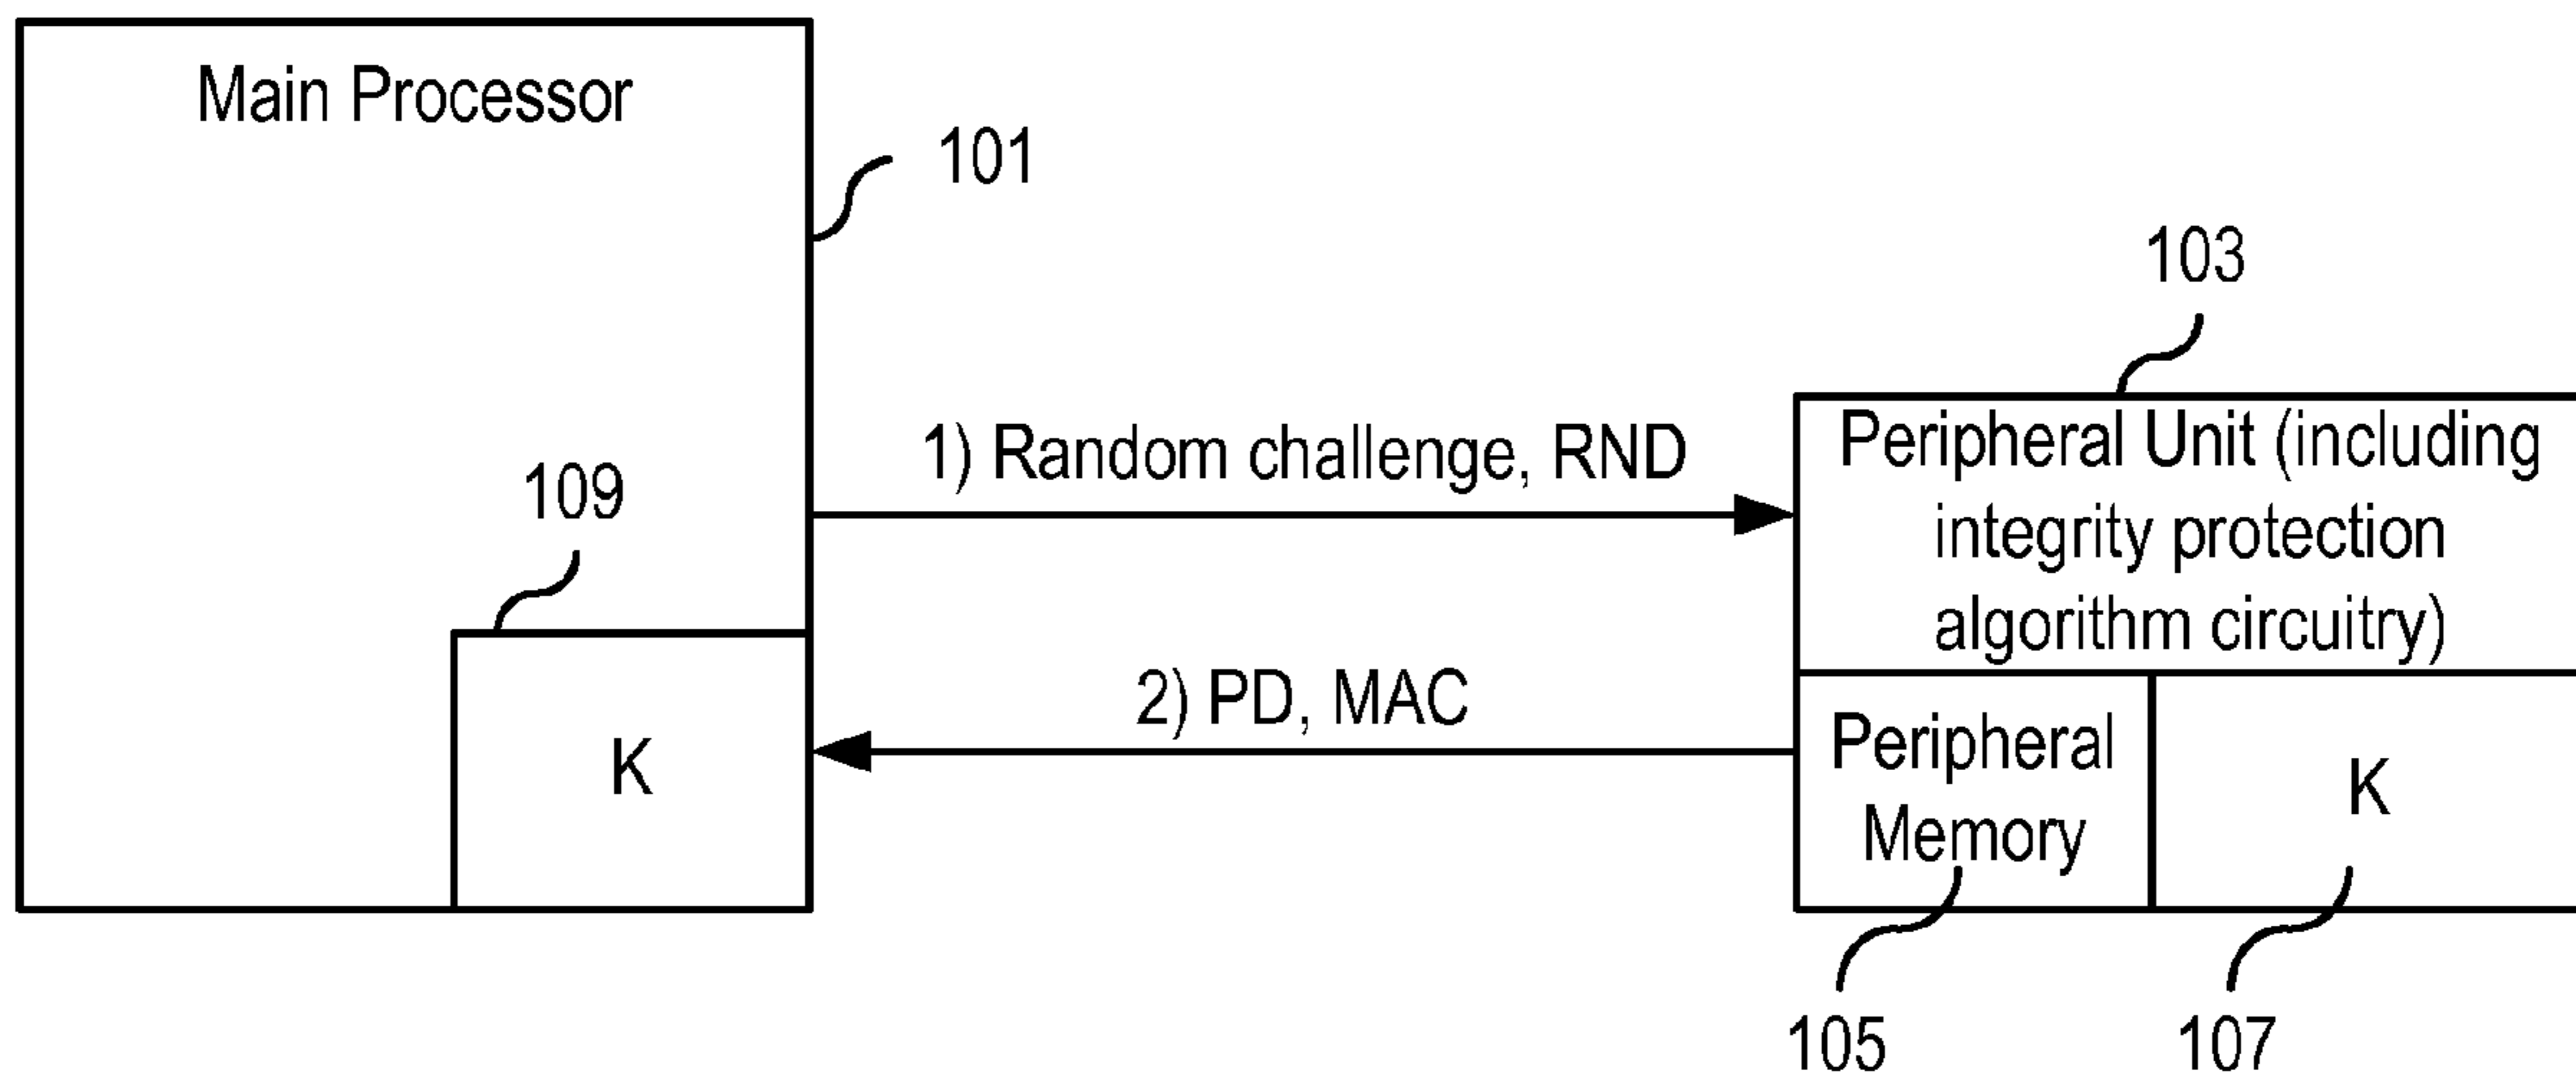 Main Processor
101
103
1) Random challenge, RND
Peripheral Unit (including
integrity protection
algorithm circuitry)
109
2) PD, MAC
K
Peripheral
Memory
K
105
107